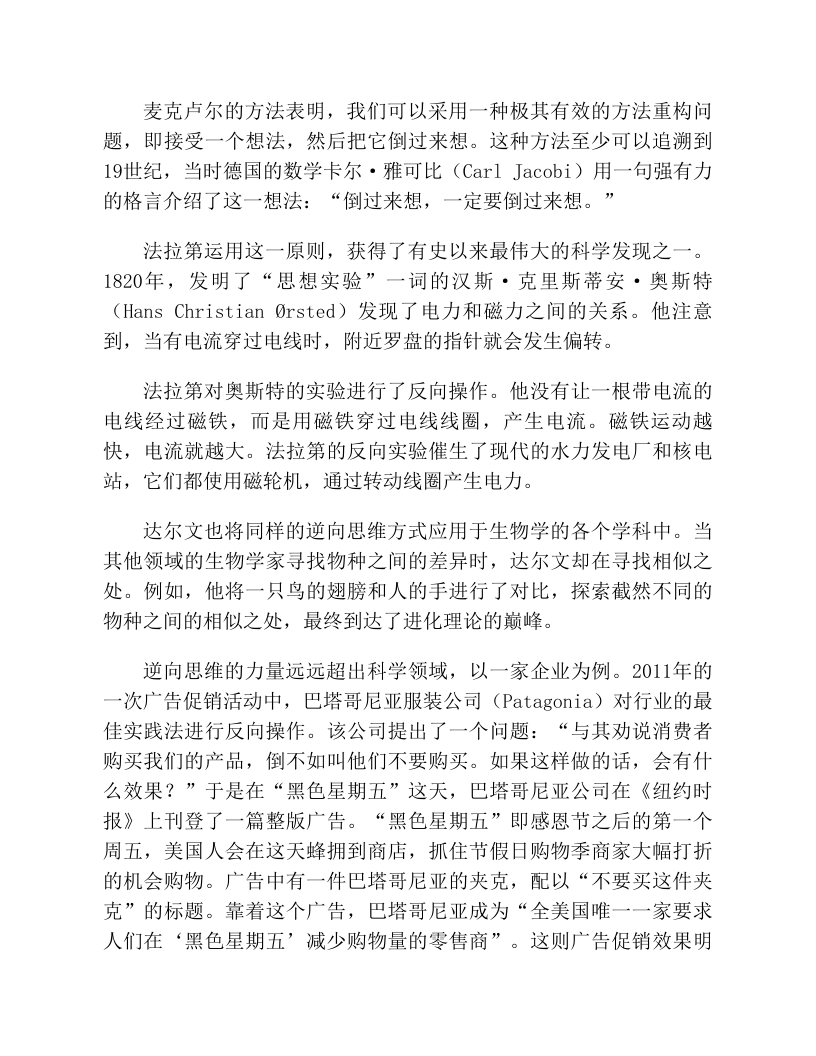 麦克卢尔的方法表明，我们可以采用一种极其有效的方法重构问
题，即接受一个想法，然后把它倒过来想。这种方法至少可以追溯到
19世纪，当时德国的数学卡尔·雅可比（Carl Jacobi）用一句强有力
的格言介绍了这一想法：“倒过来想，一定要倒过来想。”
法拉第运用这一原则，获得了有史以来最伟大的科学发现之一。
1820年，发明了“思想实验”一词的汉斯·克里斯蒂安·奥斯特
（Hans Christian Ørsted）发现了电力和磁力之间的关系。他注意
到，当有电流穿过电线时，附近罗盘的指针就会发生偏转。
法拉第对奥斯特的实验进行了反向操作。他没有让一根带电流的
电线经过磁铁，而是用磁铁穿过电线线圈，产生电流。磁铁运动越
快，电流就越大。法拉第的反向实验催生了现代的水力发电厂和核电
站，它们都使用磁轮机，通过转动线圈产生电力。
达尔文也将同样的逆向思维方式应用于生物学的各个学科中。当
其他领域的生物学家寻找物种之间的差异时，达尔文却在寻找相似之
处。例如，他将一只鸟的翅膀和人的手进行了对比，探索截然不同的
物种之间的相似之处，最终到达了进化理论的巅峰。
逆向思维的力量远远超出科学领域，以一家企业为例。2011年的
一次广告促销活动中，巴塔哥尼亚服装公司（Patagonia）对行业的最
佳实践法进行反向操作。该公司提出了一个问题：“与其劝说消费者
购买我们的产品，倒不如叫他们不要购买。如果这样做的话，会有什
么效果？”于是在“黑色星期五”这天，巴塔哥尼亚公司在《纽约时
报》上刊登了一篇整版广告。“黑色星期五”即感恩节之后的第一个
周五，美国人会在这天蜂拥到商店，抓住节假日购物季商家大幅打折
的机会购物。广告中有一件巴塔哥尼亚的夹克，配以“不要买这件夹
克”的标题。靠着这个广告，巴塔哥尼亚成为“全美国唯一一家要求
人们在‘黑色星期五’减少购物量的零售商”。这则广告促销效果明